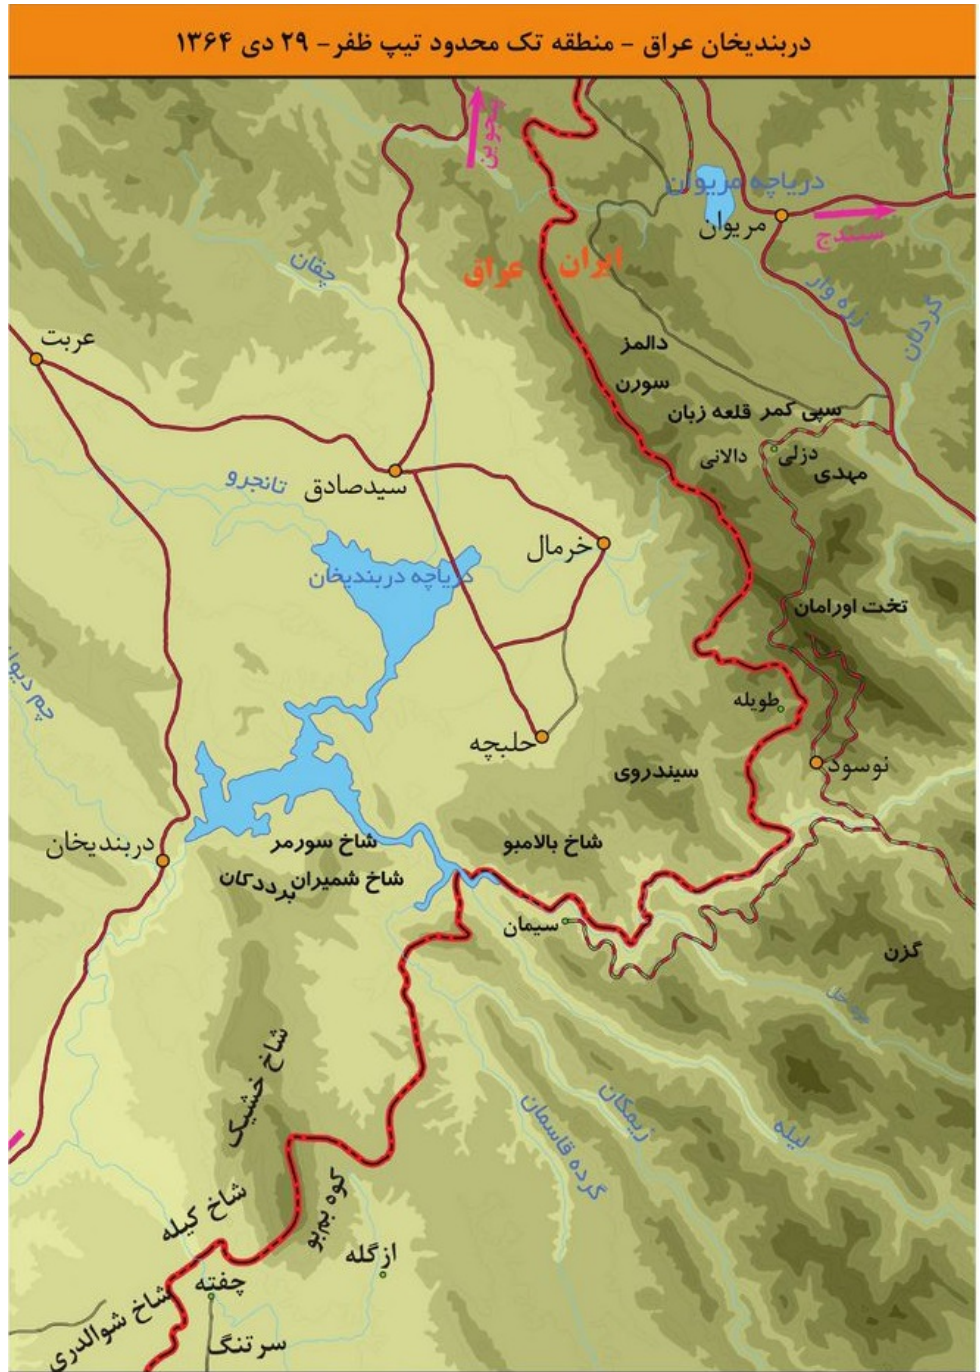 دربندیخان عراق - منطقه تک محدود تیپ ظفر - ۲۹ دی ۱۳۶۴
پنجوین
دریاچه مریوان
مریوان
سنندج
ایران
عراق
چقان
زره وار
گردلان
عربت
دالمز
سورن
سپی کمر
قلعه زبان
دزلی
دالانی
مهدی
سیدصادق
تانجرو
خرمال
دریاچه دربندیخان
تخت اورامان
طویله
حلبچه
نوسود
سیندروی
دربندیخان
شاخ سورمر
شاخ بالامبو
شاخ شمیران
بردد کان
سیمان
گزن
شاخ خشیک
زیمکان
لیله
گرده قاسمان
شاخ کیله
کوه بم‌بو
ازگله
چفته
شاخ شوالدری
سرتنگ